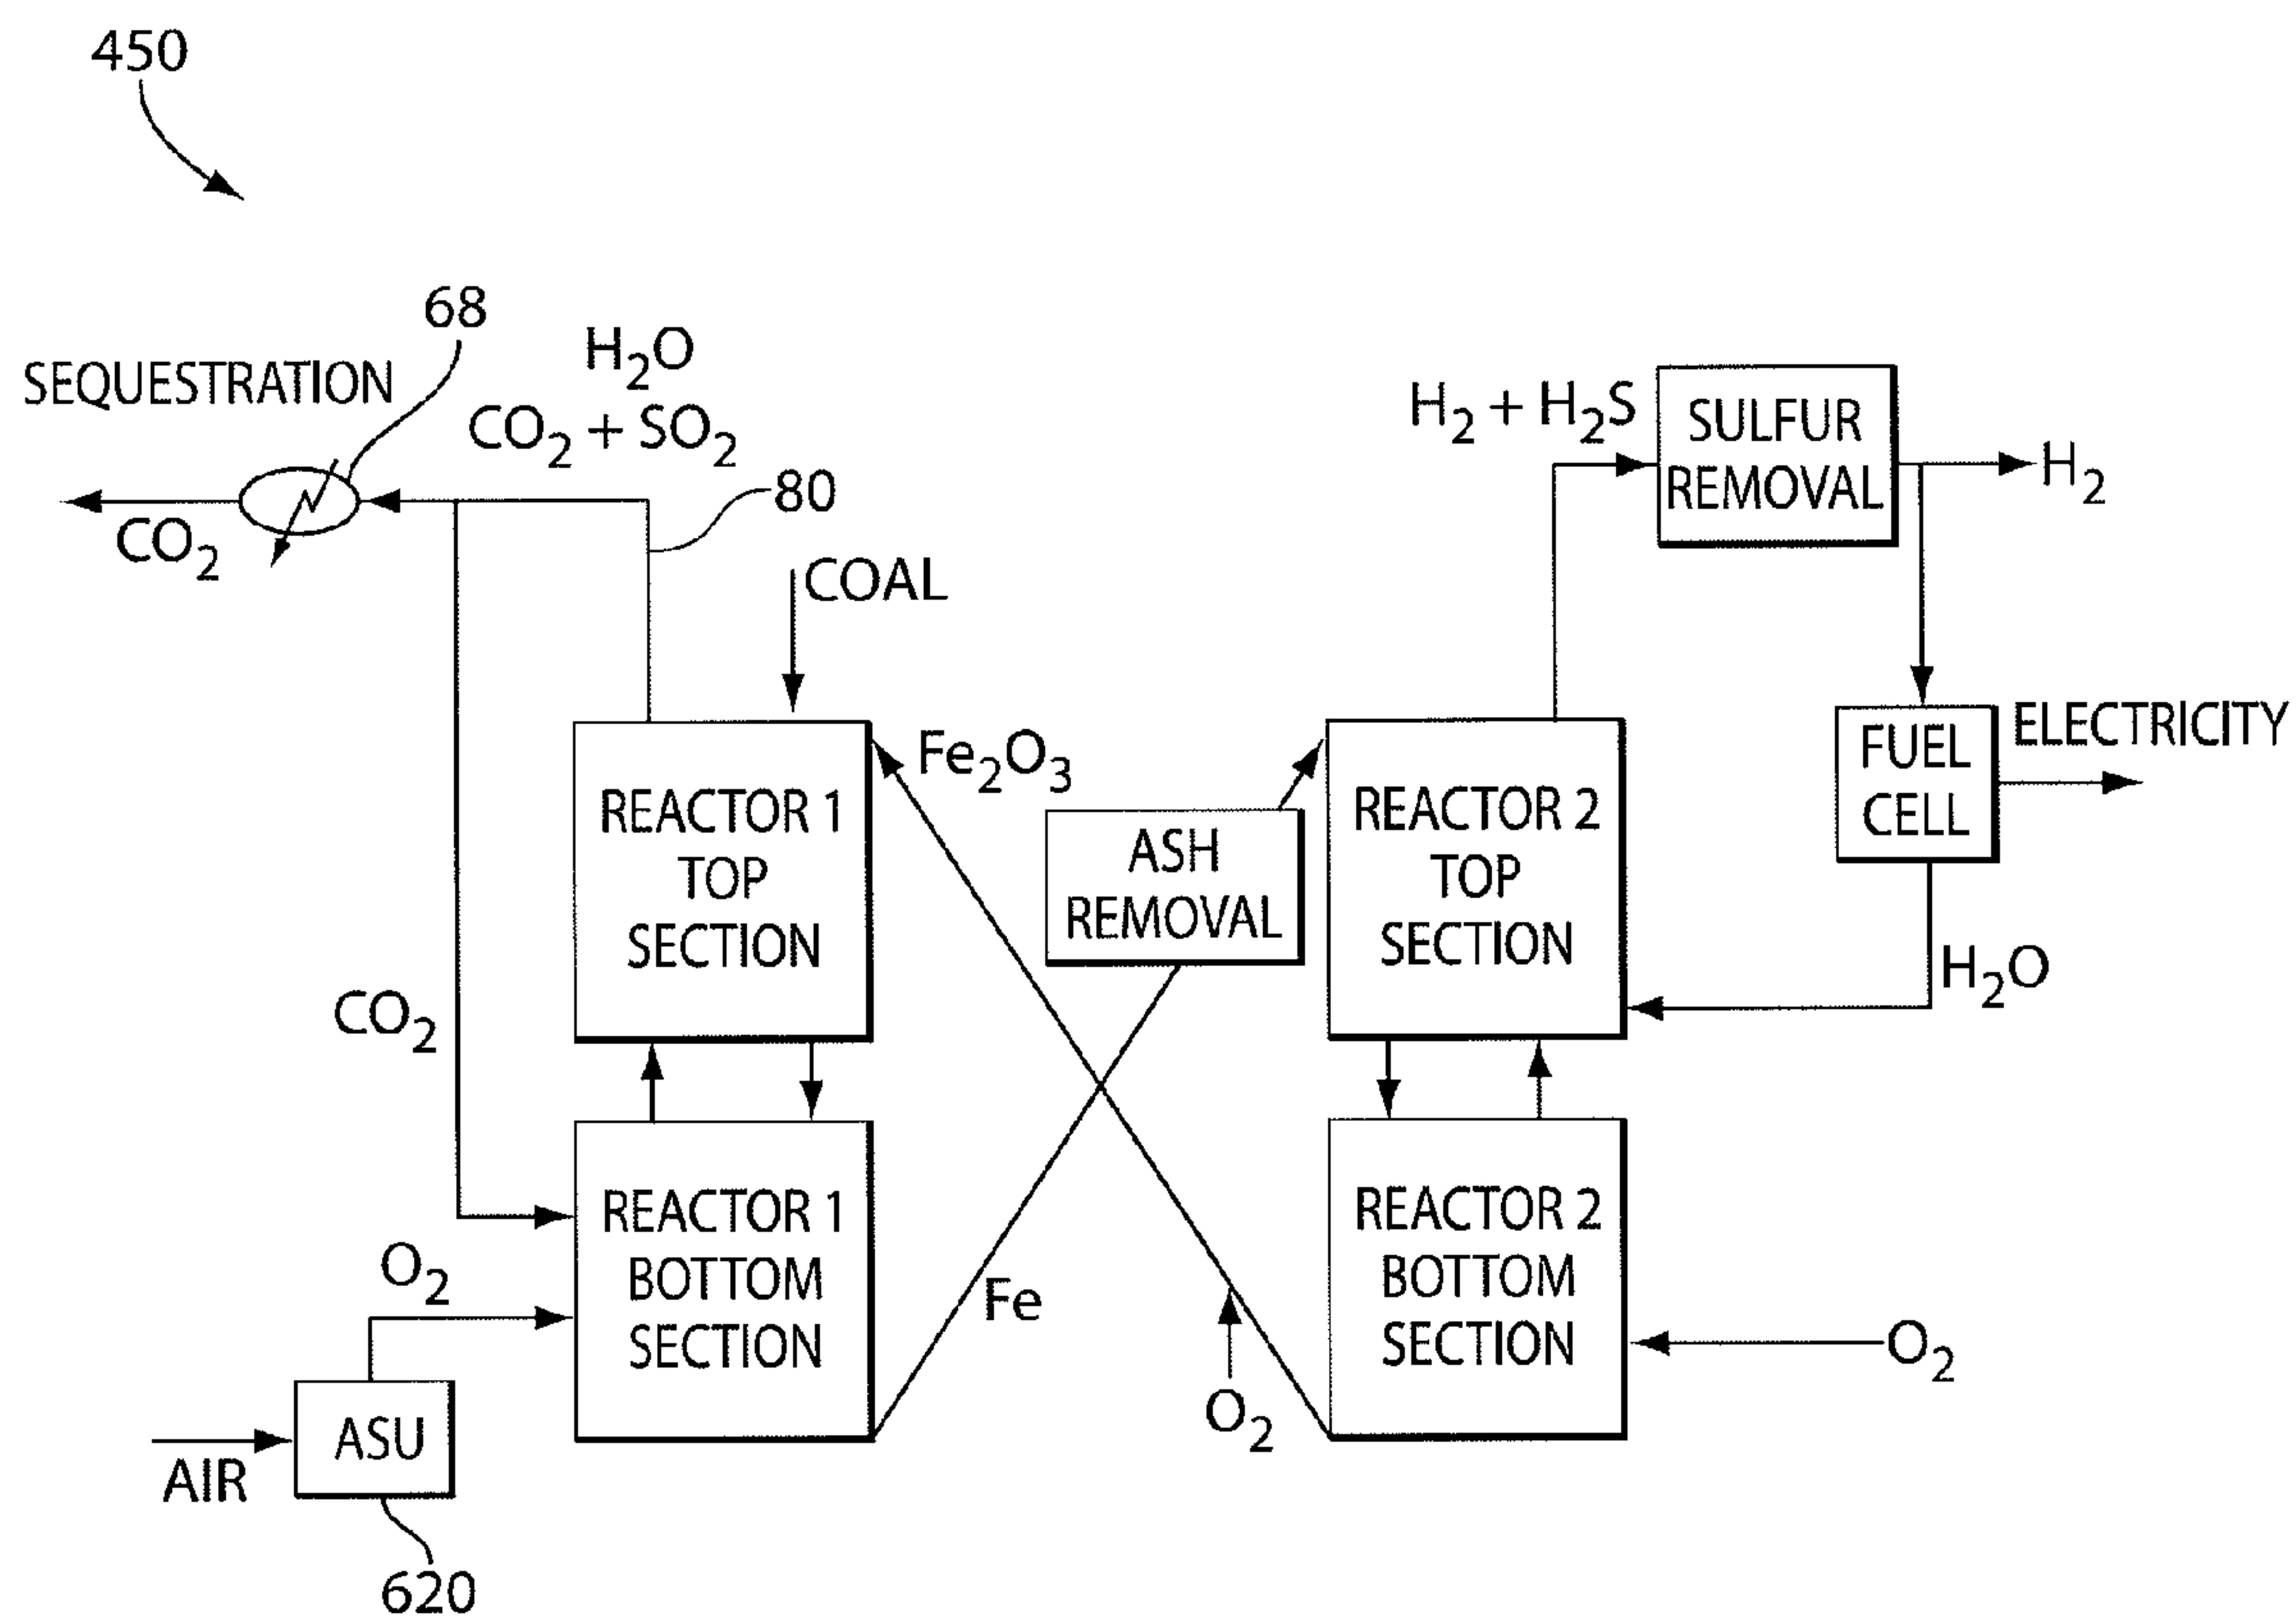 450
68
SEQUESTRATION
H₂O
CO₂ + SO₂
80
CO₂
COAL
H₂ + H₂S
SULFUR
REMOVAL
H₂
Fe₂O₃
REACTOR 1
TOP
SECTION
ASH
REMOVAL
REACTOR 2
TOP
SECTION
FUEL
CELL
ELECTRICITY
H₂O
CO₂
REACTOR 1
BOTTOM
SECTION
Fe
O₂
REACTOR 2
BOTTOM
SECTION
O₂
O₂
ASU
AIR
620